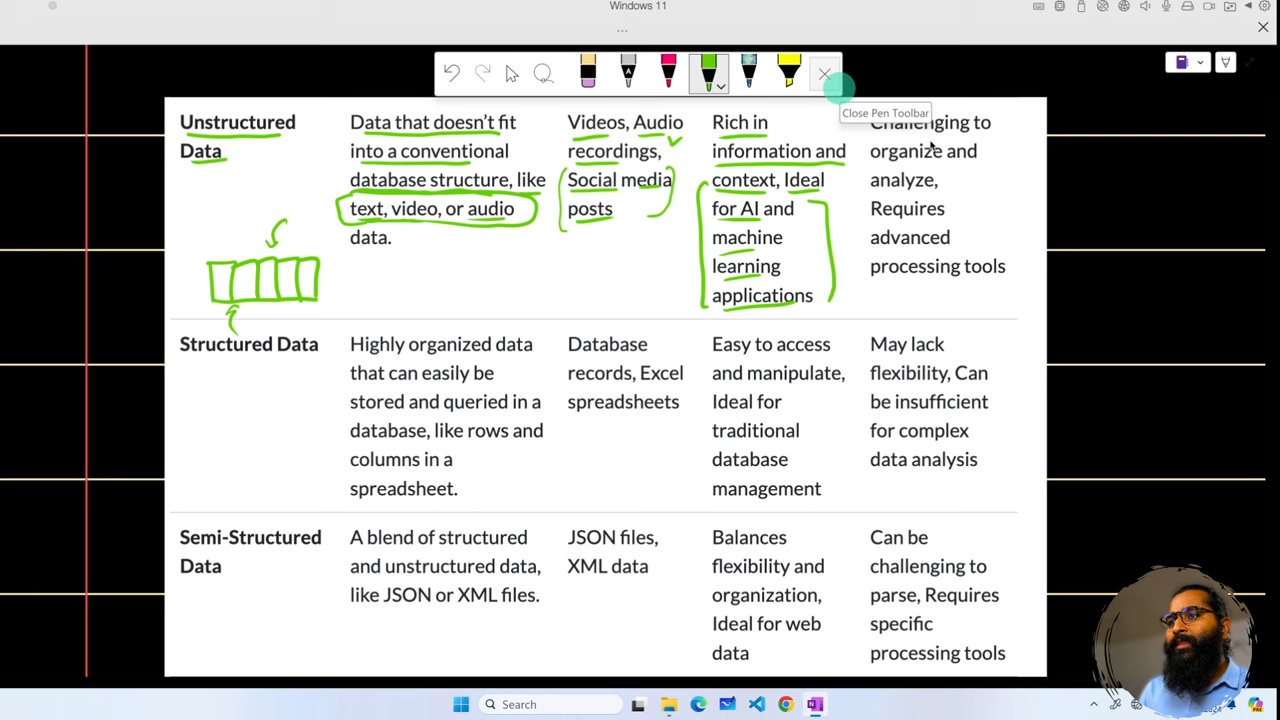 Windows 11
...
A
Close Pen Toolbar
Unstructured
Data
Data that doesn't fit
into a conventional
database structure, like
text, video, or audio
data.
Videos, Audio
recordings,
Social media
posts
Rich in
information and
context, Ideal
for AI and
machine
learning
applications
Challenging to
organize and
analyze,
Requires
advanced
processing tools
Structured Data
Highly organized data
that can easily be
stored and queried in a
database, like rows and
columns in a
spreadsheet.
Database
records, Excel
spreadsheets
Easy to access
and manipulate,
Ideal for
traditional
database
management
May lack
flexibility, Can
be insufficient
for complex
data analysis
Semi-Structured
Data
A blend of structured
and unstructured data,
like JSON or XML files.
JSON files,
XML data
Balances
flexibility and
organization,
Ideal for web
data
Can be
challenging to
parse, Requires
specific
processing tools
Search